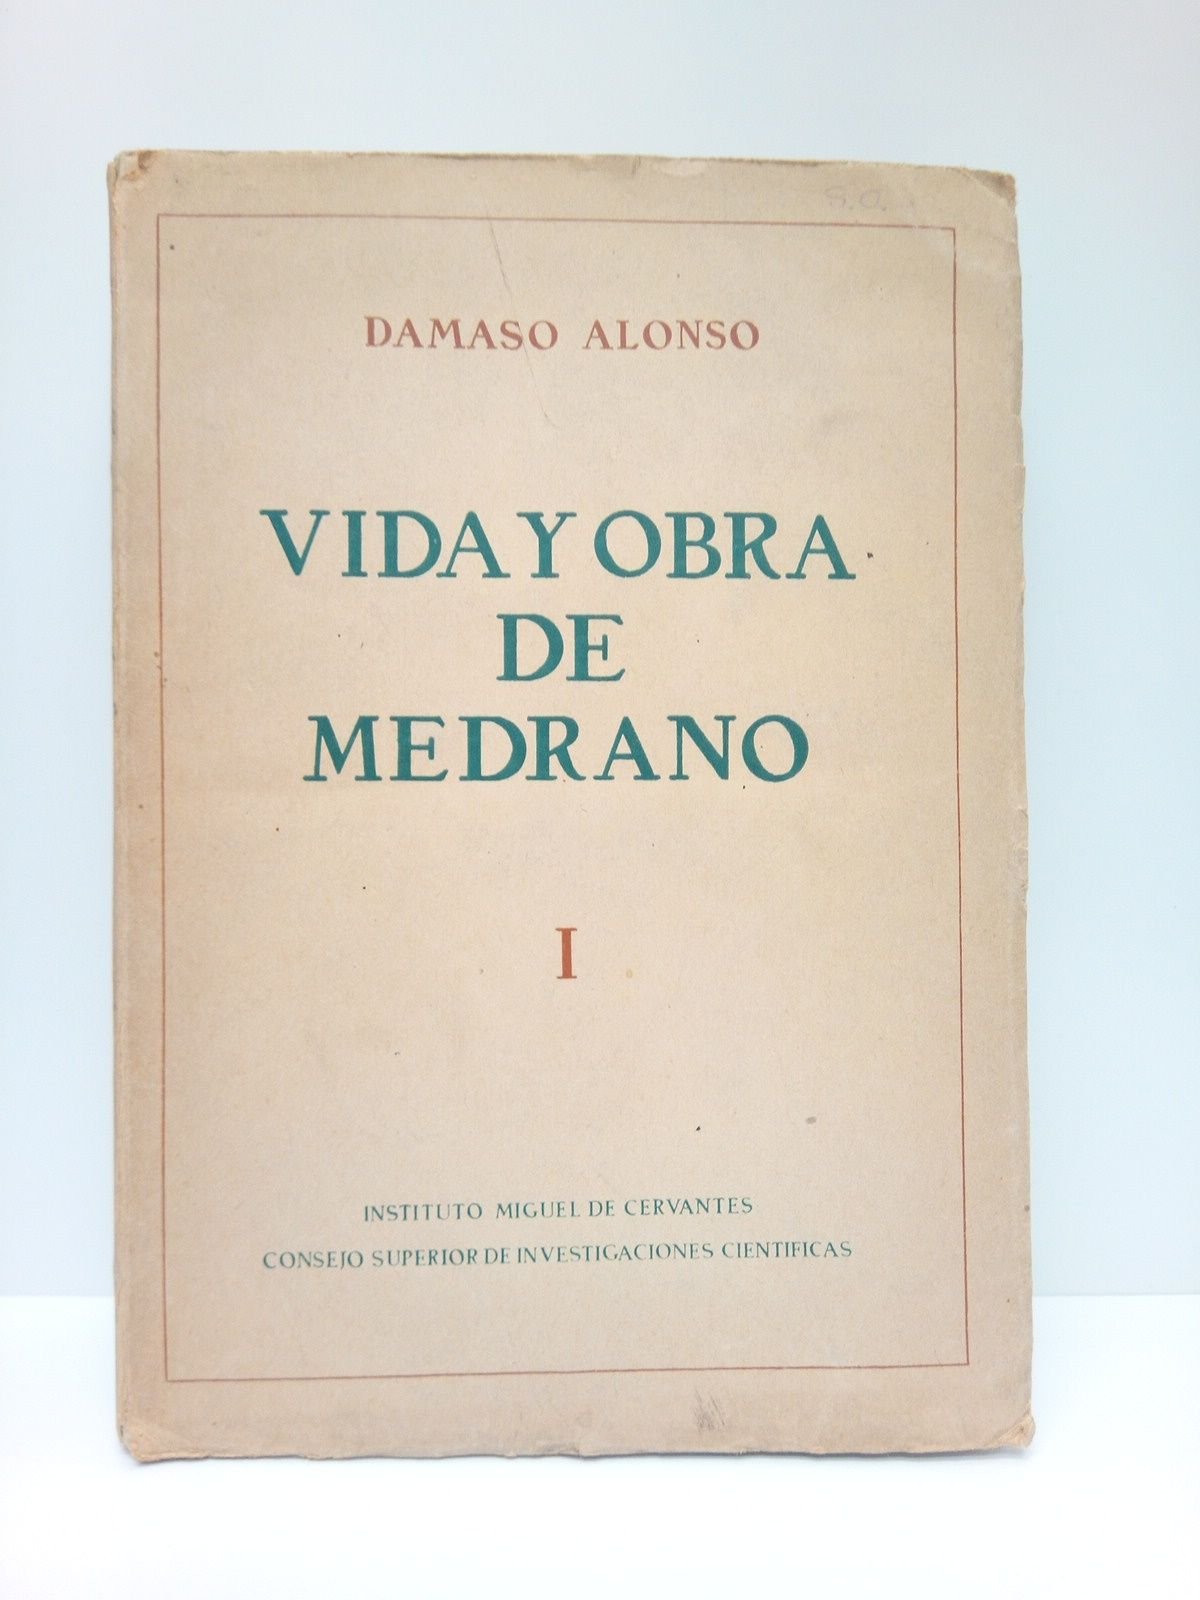 S.A.
DAMASO ALONSO
VIDA Y OBRA
DE
MEDRANO
I
INSTITUTO MIGUEL DE CERVANTES
CONSEJO SUPERIOR DE INVESTIGACIONES CIENTIFICAS